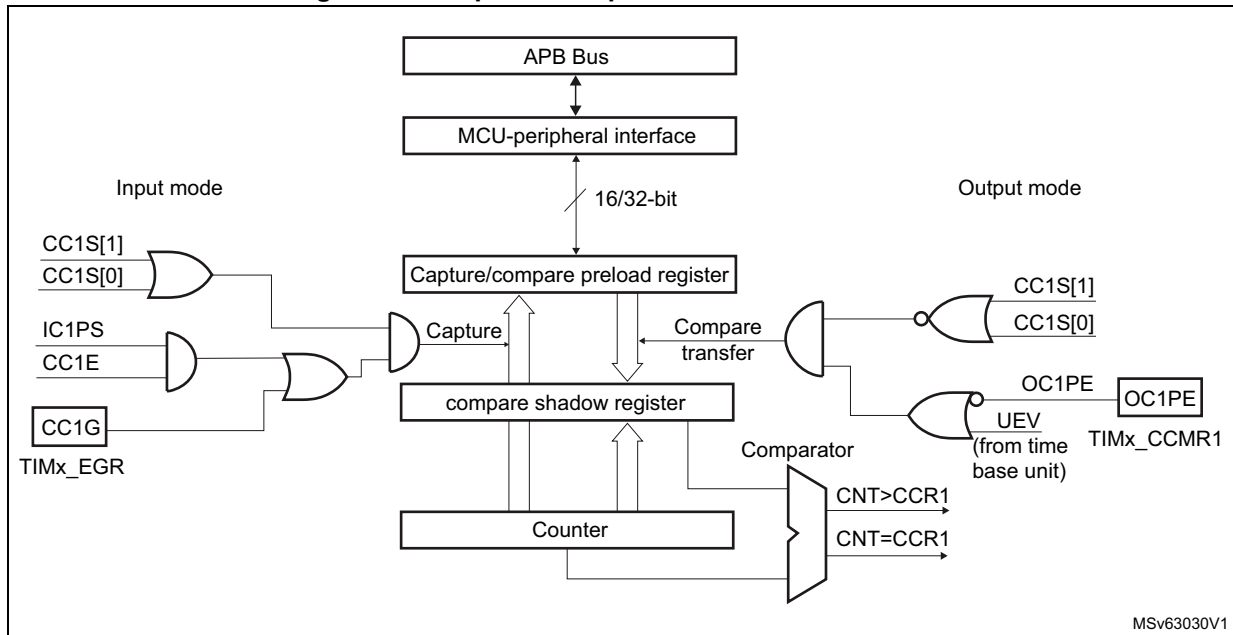 APB Bus
MCU-peripheral interface
Input mode
16/32-bit
Output mode
CC1S[1]
CC1S[0]
Capture/compare preload register
CC1S[1]
CC1S[0]
IC1PS
CC1E
Capture
Compare
transfer
CC1G
TIMx_EGR
compare shadow register
OC1PE
OC1PE
UEV
(from time
base unit)
TIMx_CCMR1
Comparator
CNT>CCR1
Counter
CNT=CCR1
MSv63030V1